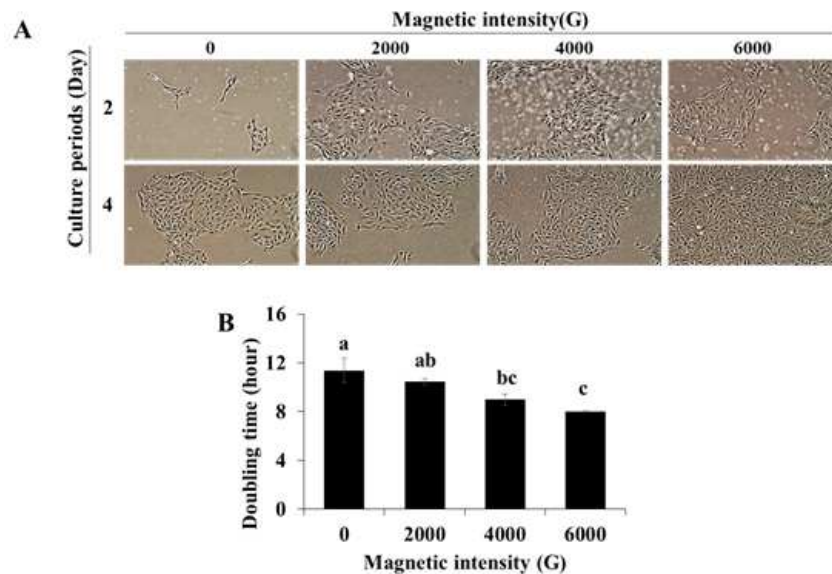 A
Magnetic intensity(G)
0 2000 4000 6000
Culture periods (Day)
2
4
B
Doubling time (hour)
16
12
8
4
0
a ab bc c
0 2000 4000 6000
Magnetic intensity (G)